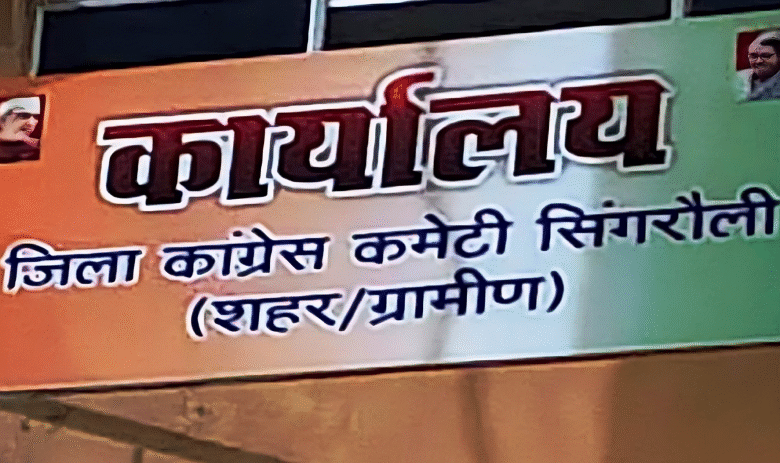 कार्यालय
जिला कांग्रेस कमेटी सिंगरौली
(शहर/ग्रामीण)